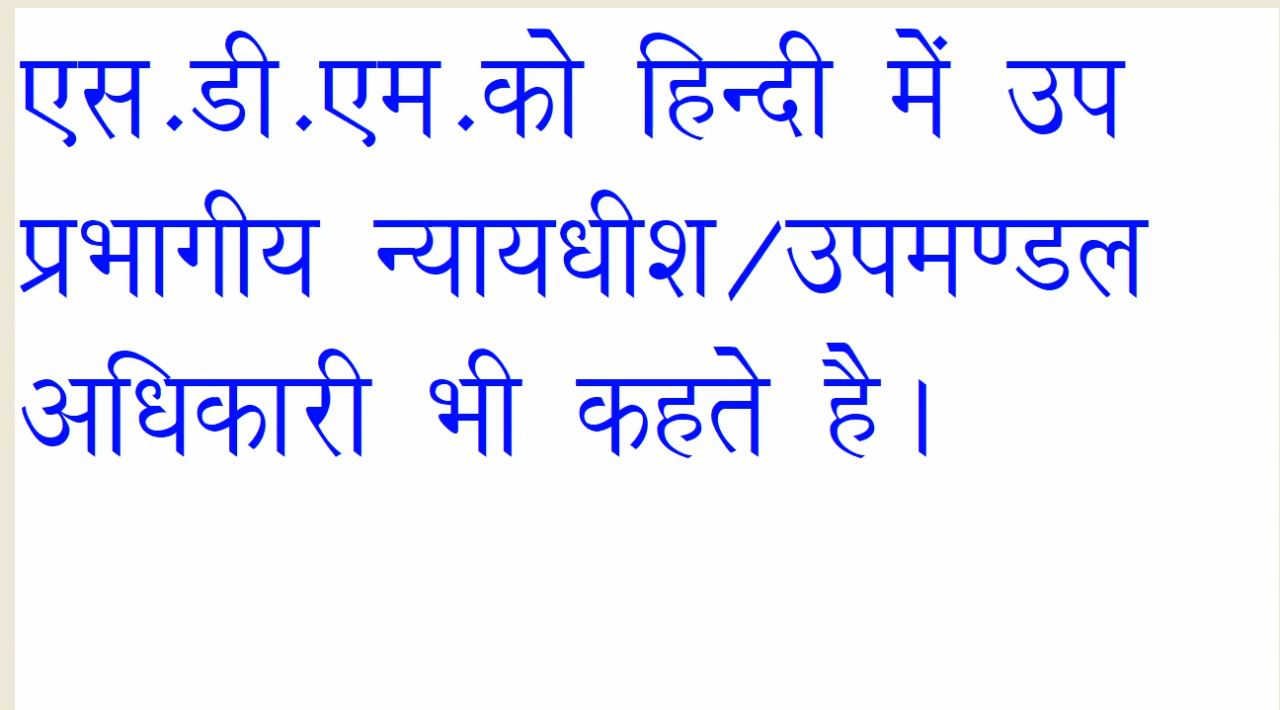 एस.डी.एम.को हिन्दी में उप
प्रभागीय न्यायधीश/उपमण्डल
अधिकारी भी कहते है।